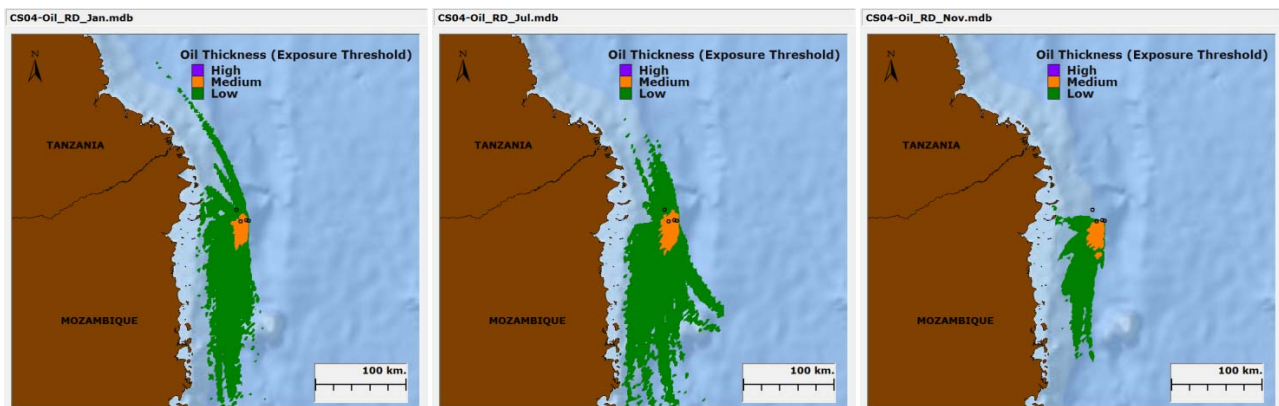 CS04-Oil_RD_Jan.mdb
N
Oil Thickness (Exposure Threshold)
High
Medium
Low
TANZANIA
MOZAMBIQUE
100 km.
CS04-Oil_RD_Jul.mdb
N
Oil Thickness (Exposure Threshold)
High
Medium
Low
TANZANIA
MOZAMBIQUE
100 km.
CS04-Oil_RD_Nov.mdb
N
Oil Thickness (Exposure Threshold)
High
Medium
Low
TANZANIA
MOZAMBIQUE
100 km.